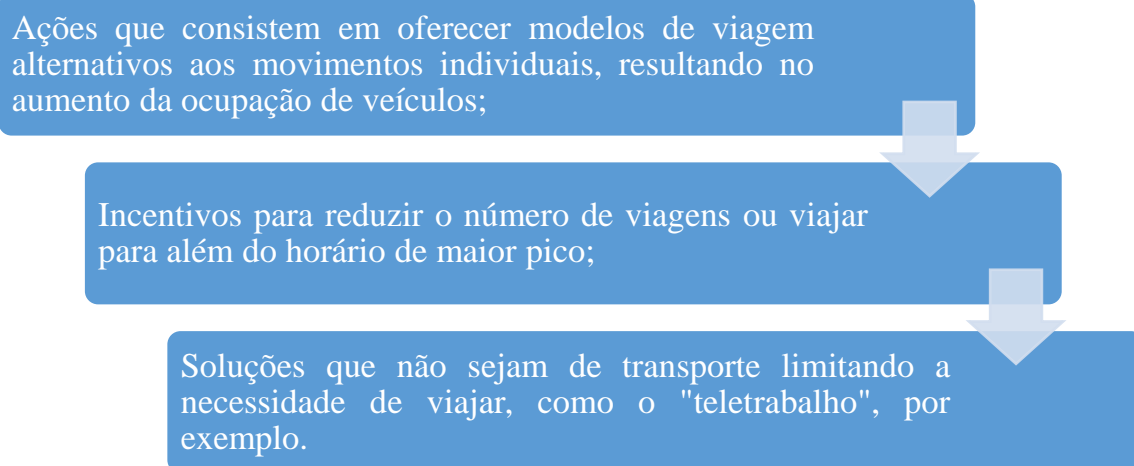 Ações que consistem em oferecer modelos de viagem
alternativos aos movimentos individuais, resultando no
aumento da ocupação de veículos;
Incentivos para reduzir o número de viagens ou viajar
para além do horário de maior pico;
Soluções que não sejam de transporte limitando a
necessidade de viajar, como o "teletrabalho", por
exemplo.